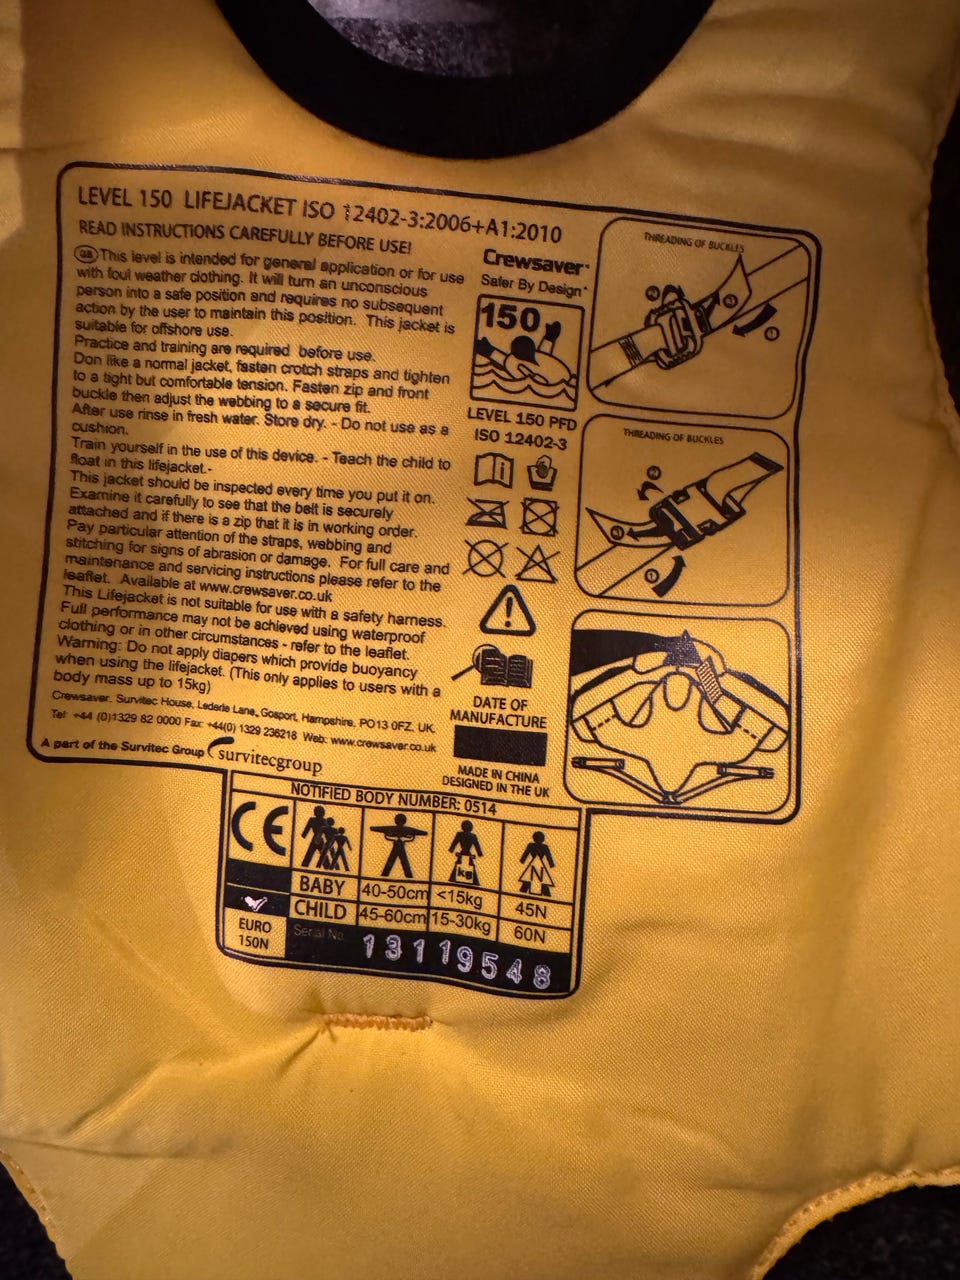 LEVEL 150 LIFEJACKET ISO 12402-3:2006+A1:2010
READ INSTRUCTIONS CAREFULLY BEFORE USE!
GB This level is intended for general application or for use
with foul weather clothing. It will turn an unconscious
person into a safe position and requires no subsequent
action by the user to maintain this position. This jacket is
suitable for offshore use.
Practice and training are required before use.
Don like a normal jacket, fasten crotch straps and tighten
to a tight but comfortable tension. Fasten zip and front
buckle then adjust the webbing to a secure fit.
After use rinse in fresh water. Store dry. - Do not use as a
cushion.
Train yourself in the use of this device. - Teach the child to
float in this lifejacket.-
This jacket should be inspected every time you put it on.
Examine it carefully to see that the belt is securely
attached and if there is a zip that it is in working order.
Pay particular attention of the straps, webbing and
stitching for signs of abrasion or damage. For full care and
maintenance and servicing instructions please refer to the
leaflet. Available at www.crewsaver.co.uk
This Lifejacket is not suitable for use with a safety harness.
Full performance may not be achieved using waterproof
clothing or in other circumstances - refer to the leaflet.
Warning: Do not apply diapers which provide buoyancy
when using the lifejacket. (This only applies to users with a
body mass up to 15kg)
Crewsaver. Survitec House, Lederle Lane, Gosport, Hampshire, PO13 0FZ. UK.
Tel: +44 (0)1329 82 0000 Fax: +44(0) 1329 236218 Web: www.crewsaver.co.uk
A part of the Survitec Group survitecgroup
Crewsaver
Safer By Design
150
LEVEL 150 PFD
ISO 12402-3
DATE OF
MANUFACTURE
MADE IN CHINA
DESIGNED IN THE UK
THREADING OF BUCKLES
2
3
1
THREADING OF BUCKLES
2
3
1
NOTIFIED BODY NUMBER: 0514
CE kg N
BABY 40-50cm <15kg 45N
CHILD 45-60cm 15-30kg 60N
EURO
150N
Serial No. 13119548